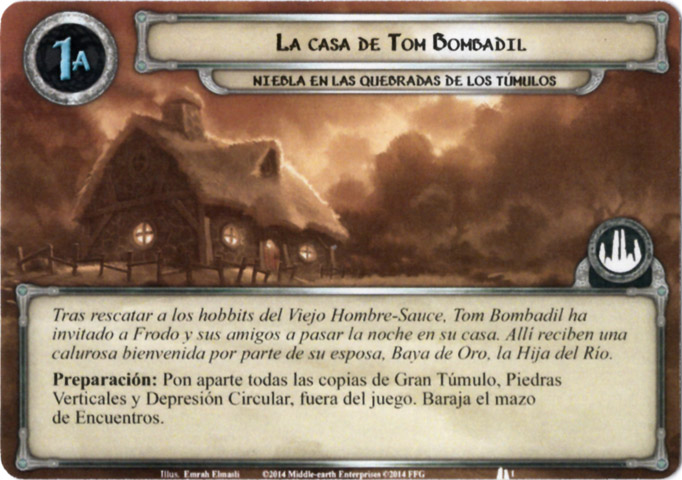 1A
La casa de Tom Bombadil
Niebla en las Quebradas de los Túmulos
Tras rescatar a los hobbits del Viejo Hombre-Sauce, Tom Bombadil ha
invitado a Frodo y sus amigos a pasar la noche en su casa. Allí reciben una
calurosa bienvenida por parte de su esposa, Baya de Oro, la Hija del Río.
Preparación: Pon aparte todas las copias de Gran Túmulo, Piedras
Verticales y Depresión Circular, fuera del juego. Baraja el mazo
de Encuentros.
Illus. Emrah Elmasli ©2014 Middle-earth Enterprises ©2014 FFG 1